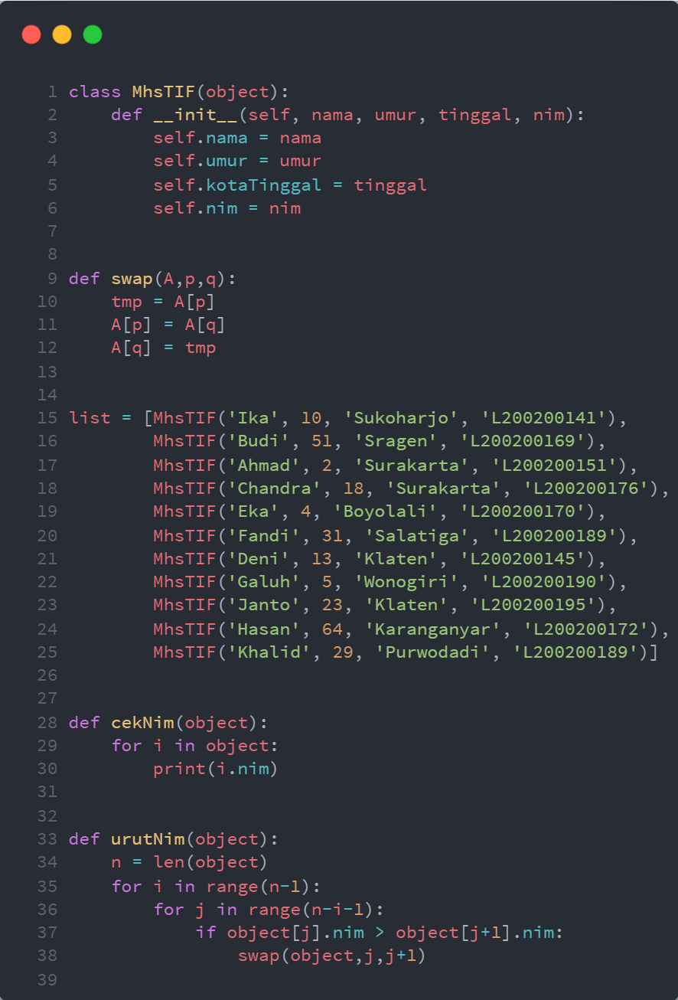 1 class MhsTIF(object):
2     def __init__(self, nama, umur, tinggal, nim):
3         self.nama = nama
4         self.umur = umur
5         self.kotaTinggal = tinggal
6         self.nim = nim
7
8
9 def swap(A,p,q):
10     tmp = A[p]
11     A[p] = A[q]
12     A[q] = tmp
13
14
15 list = [MhsTIF('Ika', 10, 'Sukoharjo', 'L200200141'),
16         MhsTIF('Budi', 51, 'Sragen', 'L200200169'),
17         MhsTIF('Ahmad', 2, 'Surakarta', 'L200200151'),
18         MhsTIF('Chandra', 18, 'Surakarta', 'L200200176'),
19         MhsTIF('Eka', 4, 'Boyolali', 'L200200170'),
20         MhsTIF('Fandi', 31, 'Salatiga', 'L200200189'),
21         MhsTIF('Deni', 13, 'Klaten', 'L200200145'),
22         MhsTIF('Galuh', 5, 'Wonogiri', 'L200200190'),
23         MhsTIF('Janto', 23, 'Klaten', 'L200200195'),
24         MhsTIF('Hasan', 64, 'Karanganyar', 'L200200172'),
25         MhsTIF('Khalid', 29, 'Purwodadi', 'L200200189')]
26
27
28 def cekNim(object):
29     for i in object:
30         print(i.nim)
31
32
33 def urutNim(object):
34     n = len(object)
35     for i in range(n-1):
36         for j in range(n-i-1):
37             if object[j].nim > object[j+1].nim:
38                 swap(object,j,j+1)
39